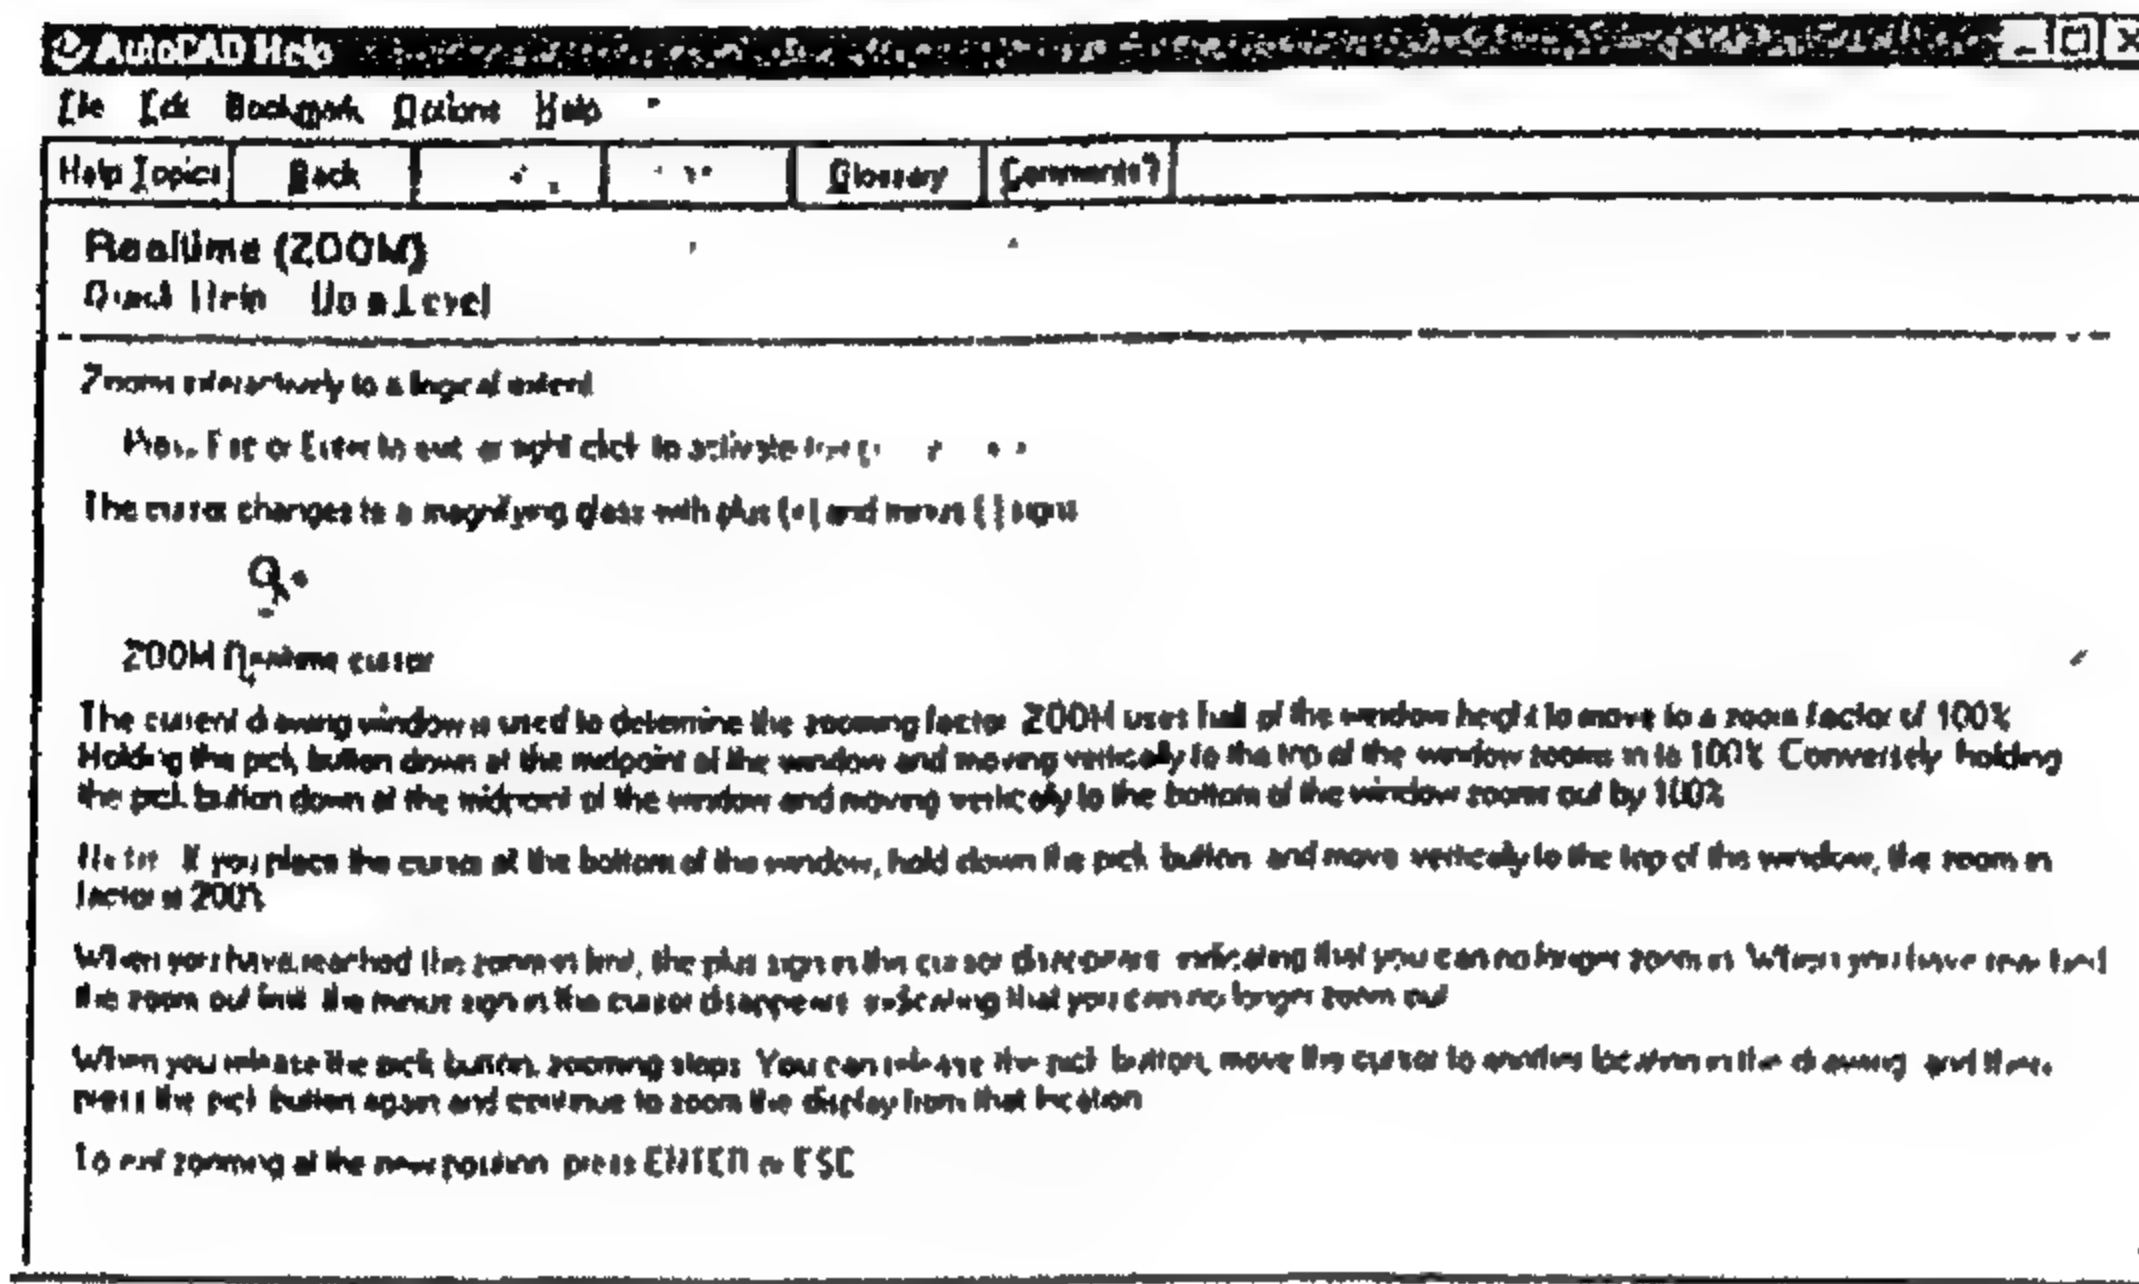 AutoCAD Help
File Edit Bookmark Options Help
Help Topics Back Glossary Comments?
Realtime (ZOOM)
Quick Help Up a Level
Zooms interactively to a logical extent
Press Esc or Enter to exit or right click to activate
The cursor changes to a magnifying glass with plus (+) and minus ( ) signs
ZOOM Realtime cursor
The current drawing window is used to determine the zooming factor ZOOM uses half of the window height to move to a zoom factor of 100%
Holding the pick button down at the midpoint of the window and moving vertically to the top of the window zooms in to 100% Conversely holding
the pick button down at the midpoint of the window and moving vertically to the bottom of the window zooms out by 100%
Note If you place the cursor at the bottom of the window, hold down the pick button and move vertically to the top of the window, the zoom in
factor is 200%
When you have reached the zoom in limit, the plus sign in the cursor disappears indicating that you can no longer zoom in When you have reached
the zoom out limit the minus sign in the cursor disappears indicating that you can no longer zoom out
When you release the pick button, zooming stops You can release the pick button, move the cursor to another location in the drawing and then
press the pick button again and continue to zoom the display from that location
To exit zooming at the new position press ENTER or ESC